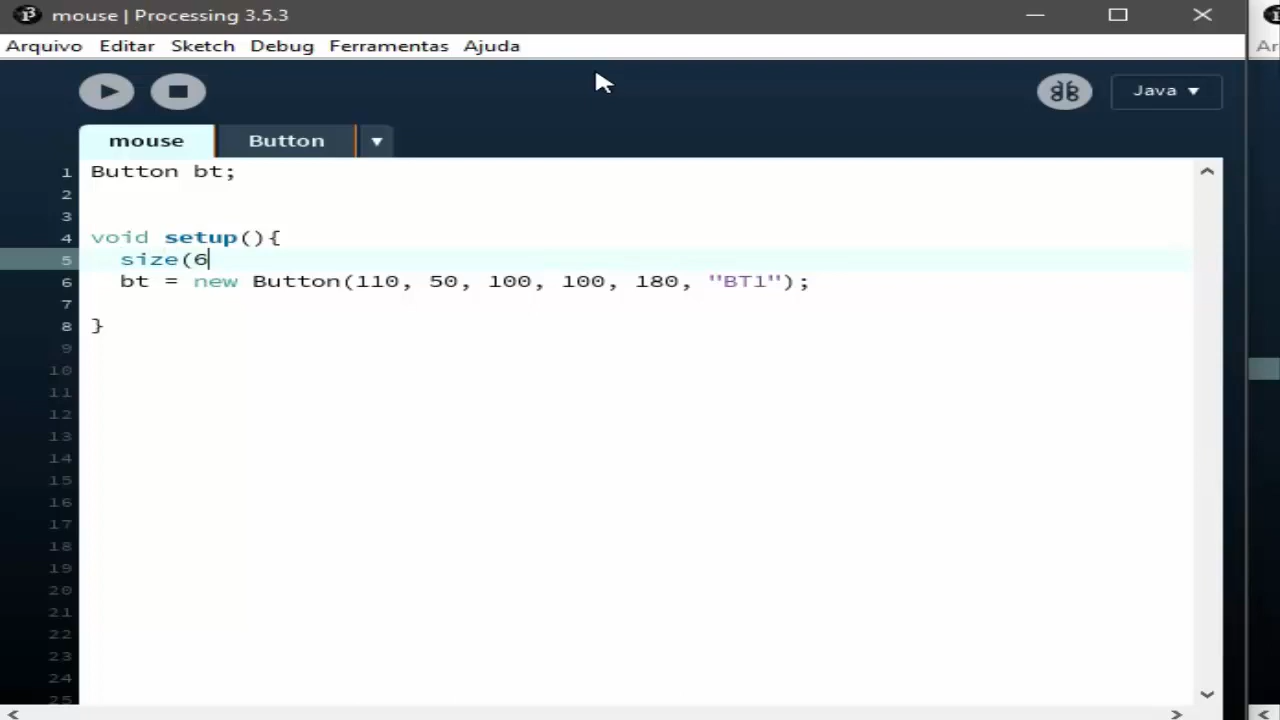 mouse | Processing 3.5.3
Arquivo Editar Sketch Debug Ferramentas Ajuda
Ar
Java ▼
mouse Button ▼
1 Button bt;
2
3
4 void setup(){
5 size(6
6 bt = new Button(110, 50, 100, 100, 180, "BT1");
7
8 }
9
10
11
12
13
14
15
16
17
18
19
20
21
22
23
24
25